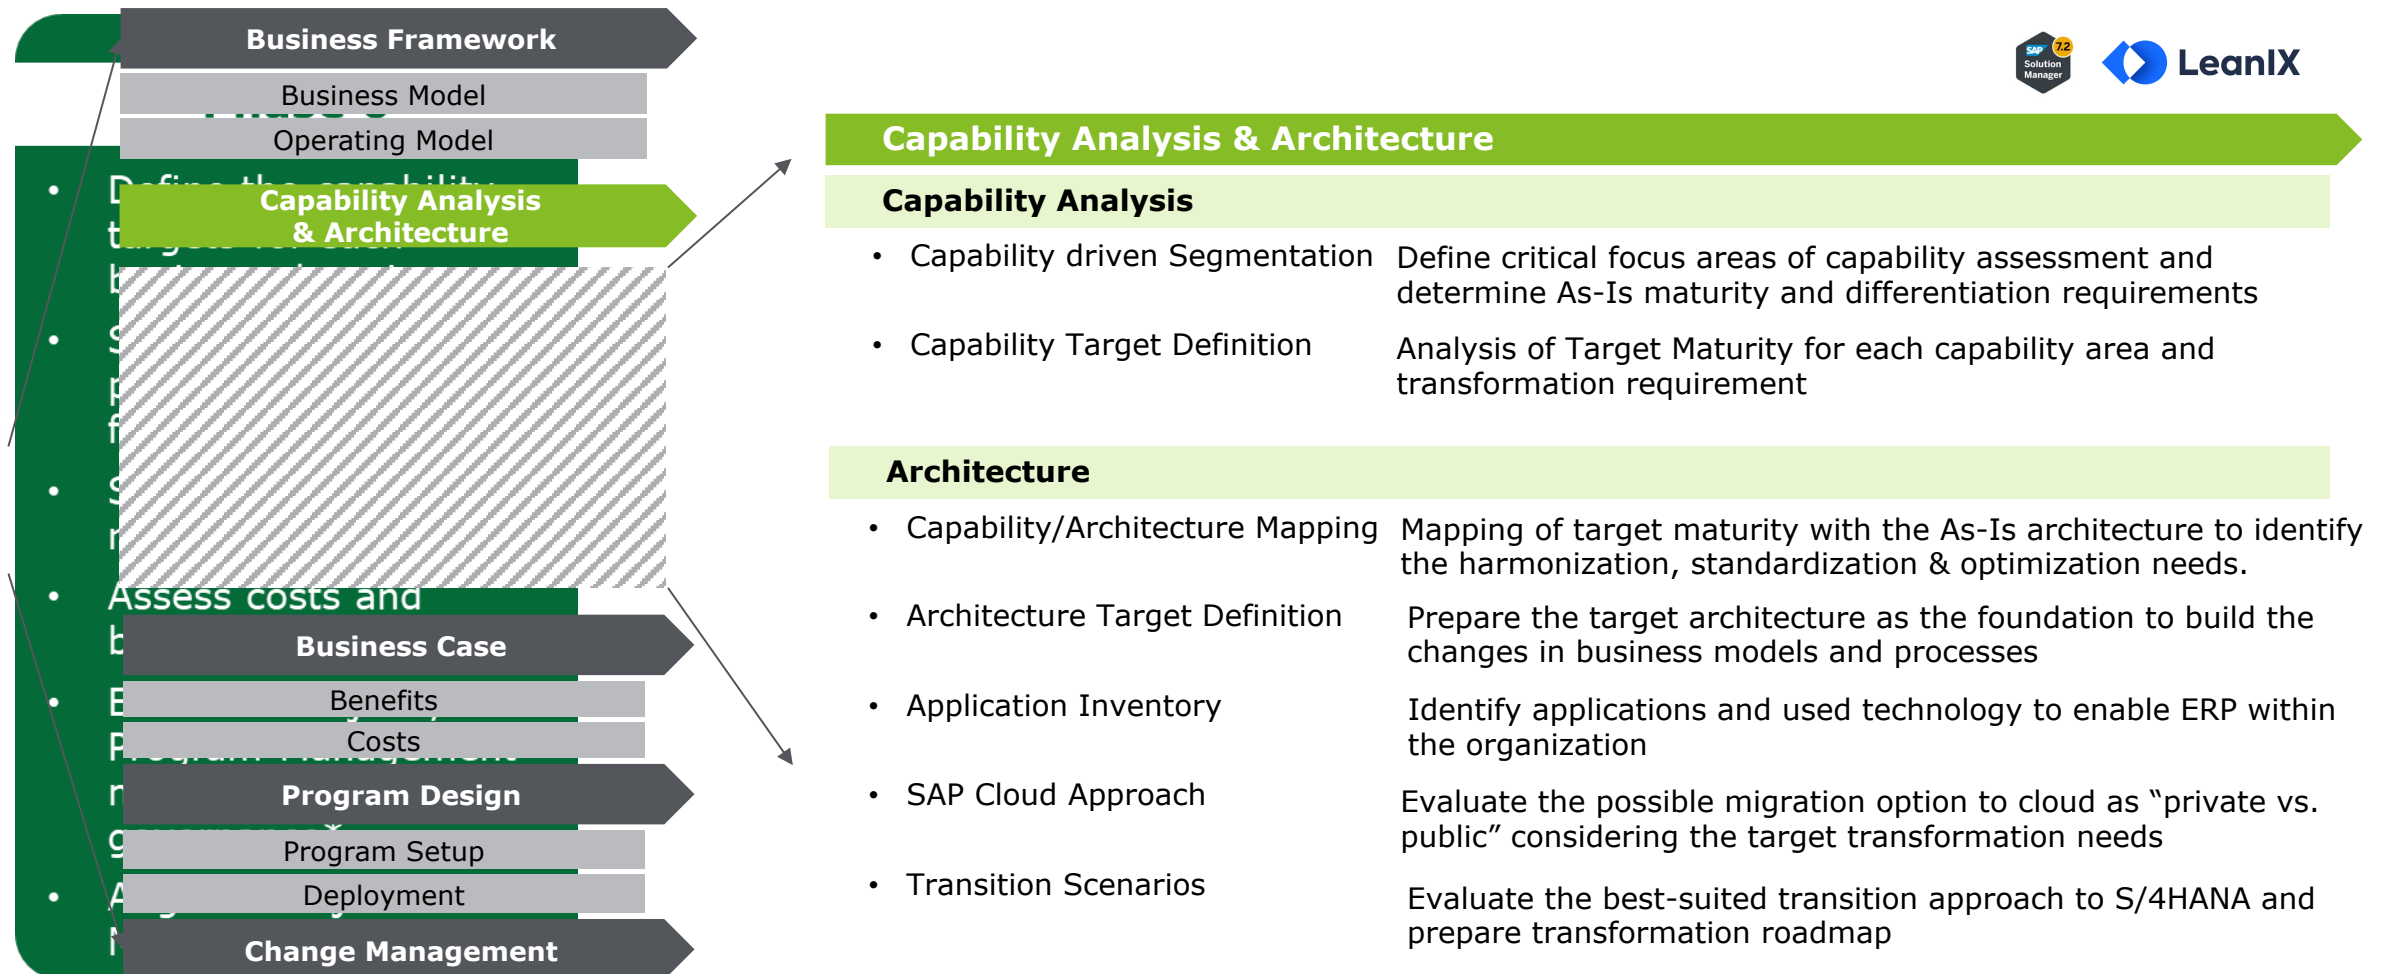 Business Framework
Business Model
Operating Model
Capability Analysis
& Architecture
Assess costs and
Business Case
Benefits
Costs
Program Management
Program Design
Program Setup
Deployment
Change Management
SAP
7.2
Solution
Manager
LeanIX
Capability Analysis & Architecture
Capability Analysis
• Capability driven Segmentation
Define critical focus areas of capability assessment and
determine As-Is maturity and differentiation requirements
• Capability Target Definition
Analysis of Target Maturity for each capability area and
transformation requirement
Architecture
• Capability/Architecture Mapping
Mapping of target maturity with the As-Is architecture to identify
the harmonization, standardization & optimization needs.
• Architecture Target Definition
Prepare the target architecture as the foundation to build the
changes in business models and processes
• Application Inventory
Identify applications and used technology to enable ERP within
the organization
• SAP Cloud Approach
Evaluate the possible migration option to cloud as “private vs.
public” considering the target transformation needs
• Transition Scenarios
Evaluate the best-suited transition approach to S/4HANA and
prepare transformation roadmap